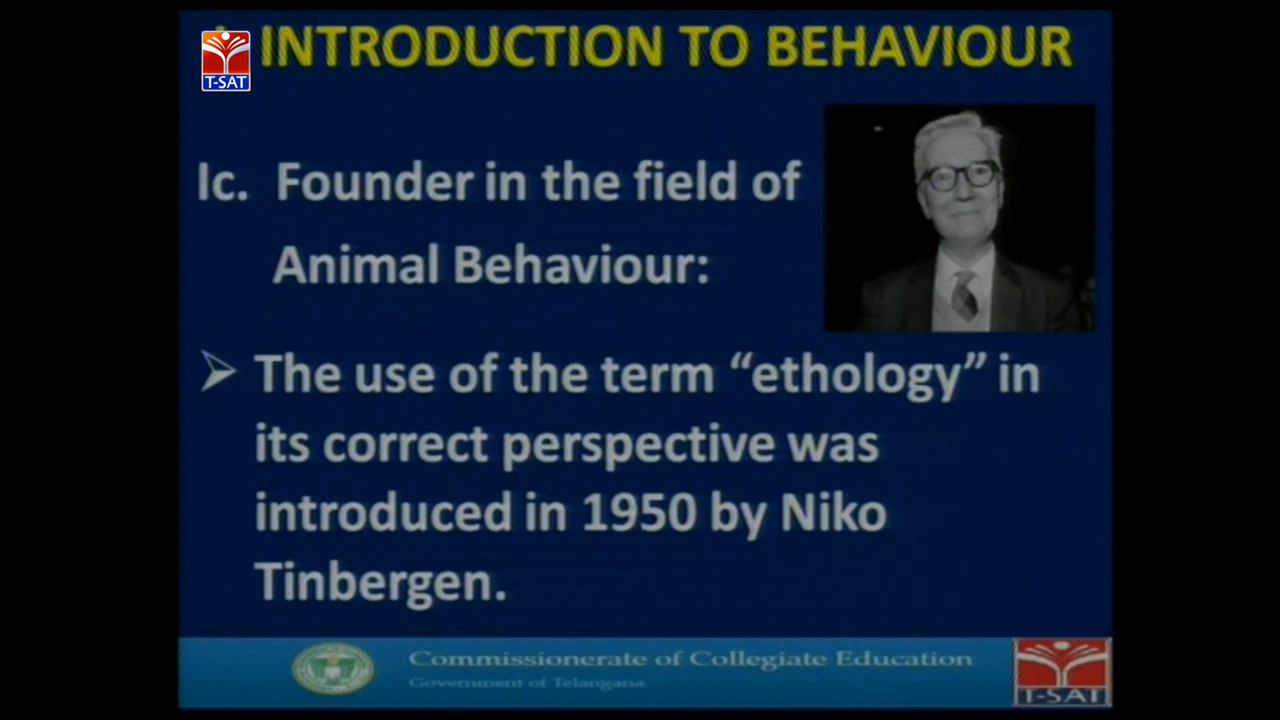 INTRODUCTION TO BEHAVIOUR
T-SAT
Ic. Founder in the field of
Animal Behaviour:
➢ The use of the term “ethology” in
its correct perspective was
introduced in 1950 by Niko
Tinbergen.
Commissionerate of Collegiate Education
Government of Telangana
T-SAT